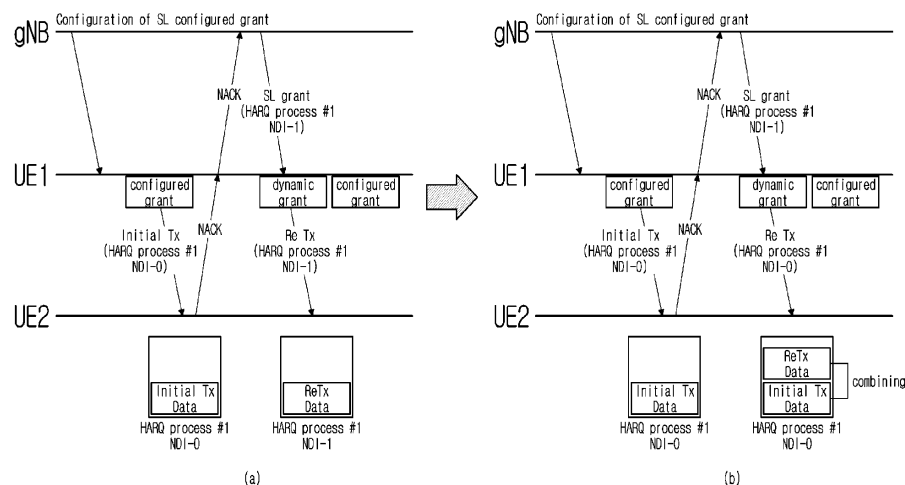 Configuration of SL configured grant
gNB
NACK
SL grant
(HARQ process #1
NDI-1)
UE1
configured
grant
dynamic
grant
configured
grant
Initial Tx
(HARQ process #1
NDI-0)
NACK
Re Tx
(HARQ process #1
NDI-1)
UE2
Initial Tx
Data
ReTx
Data
HARQ process #1
NDI-0
HARQ process #1
NDI-1
(a)
Configuration of SL configured grant
gNB
NACK
SL grant
(HARQ process #1
NDI-1)
UE1
configured
grant
dynamic
grant
configured
grant
Initial Tx
(HARQ process #1
NDI-0)
NACK
Re Tx
(HARQ process #1
NDI-0)
UE2
Initial Tx
Data
ReTx
Data
Initial Tx
Data
combining
HARQ process #1
NDI-0
HARQ process #1
NDI-0
(b)